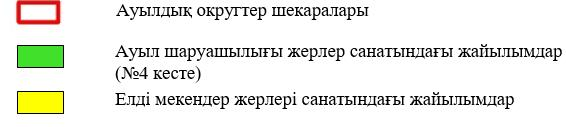 Ауылдық округтер шекаралары
Ауыл шаруашылығы жерлер санатындағы жайылымдар
(№4 кесте)
Елді мекендер жерлері санатындағы жайылымдар